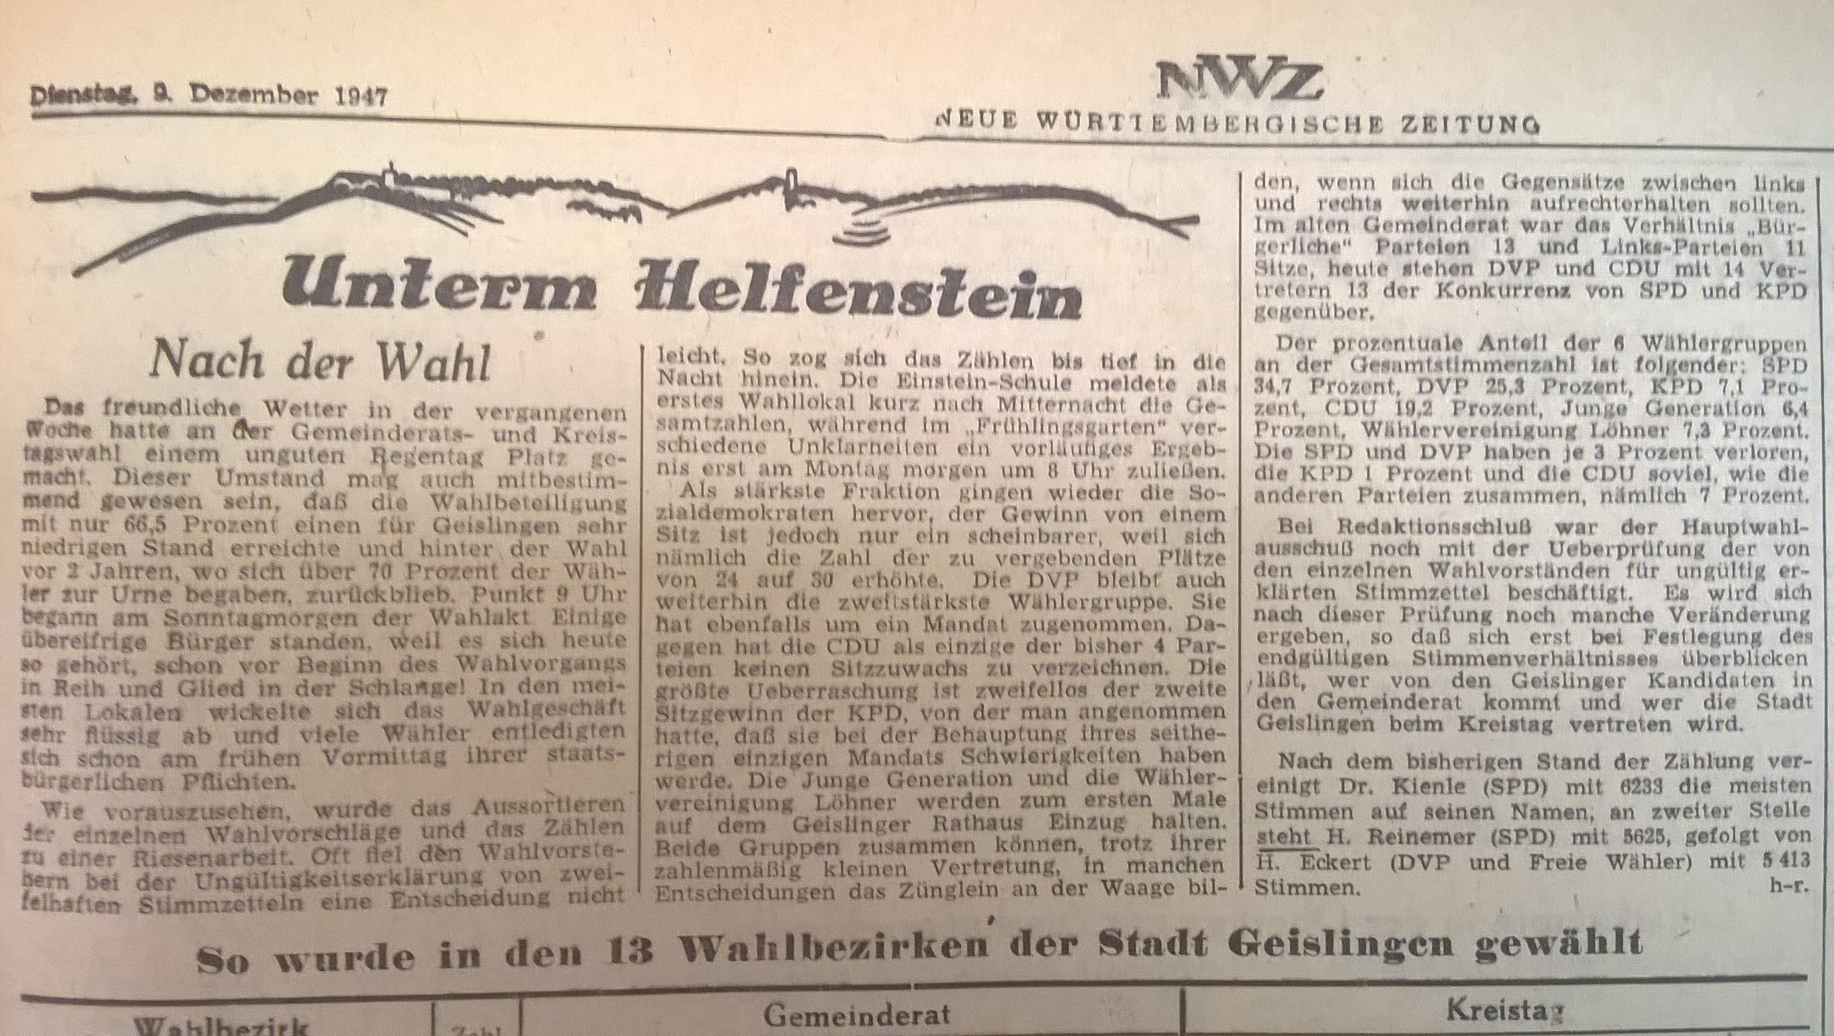 Dienstag, 9. Dezember 1947
NWZ
NEUE WÜRTTEMBERGISCHE ZEITUNG
Unterm Helfenstein
Nach der Wahl
Das freundliche Wetter in der vergangenen
Woche hatte an der Gemeinderats- und Kreis-
tagswahl einem unguten Regentag Platz ge-
macht. Dieser Umstand mag auch mitbestim-
mend gewesen sein, daß die Wahlbeteiligung
mit nur 66,5 Prozent einen für Geislingen sehr
niedrigen Stand erreichte und hinter der Wahl
vor 2 Jahren, wo sich über 70 Prozent der Wäh-
ler zur Urne begaben, zurückblieb. Punkt 9 Uhr
begann am Sonntagmorgen der Wahlakt Einige
übereifrige Bürger standen, weil es sich heute
so gehört, schon vor Beginn des Wahlvorgangs
in Reih und Glied in der Schlange! In den mei-
sten Lokalen wickelte sich das Wahlgeschäft
sehr flüssig ab und viele Wähler entledigten
sich schon am frühen Vormittag ihrer staats-
bürgerlichen Pflichten.
Wie vorauszusehen, wurde das Aussortieren
der einzelnen Wahlvorschläge und das Zählen
zu einer Riesenarbeit. Oft fiel den Wahlvorste-
hern bei der Ungültigkeitserklärung von zwei-
felhaften Stimmzetteln eine Entscheidung nicht
leicht. So zog sich das Zählen bis tief in die
Nacht hinein. Die Einstein-Schule meldete als
erstes Wahllokal kurz nach Mitternacht die Ge-
samtzahlen, während im „Frühlingsgarten" ver-
schiedene Unklarneiten ein vorläufiges Ergeb-
nis erst am Montag morgen um 8 Uhr zuließen.
Als stärkste Fraktion gingen wieder die So-
zialdemokraten hervor, der Gewinn von einem
Sitz ist jedoch nur ein scheinbarer, weil sich
nämlich die Zahl der zu vergebenden Plätze
von 24 auf 30 erhöhte. Die DVP bleibt auch
weiterhin die zweitstärkste Wählergruppe. Sie
hat ebenfalls um ein Mandat zugenommen. Da-
gegen hat die CDU als einzige der bisher 4 Par-
teien keinen Sitzzuwachs zu verzeichnen. Die
größte Ueberraschung ist zweifellos der zweite
Sitzgewinn der KPD, von der man angenommen
hatte, daß sie bei der Behauptung ihres seithe-
rigen einzigen Mandats Schwierigkeiten haben
werde. Die Junge Generation und die Wähler-
vereinigung Löhner werden zum ersten Male
auf dem Geislinger Rathaus Einzug halten.
Beide Gruppen zusammen können, trotz ihrer
zahlenmäßig kleinen Vertretung, in manchen
Entscheidungen das Zünglein an der Waage bil-
den, wenn sich die Gegensätze zwischen links
und rechts weiterhin aufrechterhalten sollten.
Im alten Gemeinderat war das Verhältnis „Bür-
gerliche" Parteien 13 und Links-Parteien 11
Sitze, heute stehen DVP und CDU mit 14 Ver-
tretern 13 der Konkurrenz von SPD und KPD
gegenüber.
Der prozentuale Anteil der 6 Wählergruppen
an der Gesamtstimmenzahl ist folgender: SPD
34,7 Prozent, DVP 25,3 Prozent, KPD 7,1 Pro-
zent, CDU 19,2 Prozent, Junge Generation 6,4
Prozent, Wählervereinigung Löhner 7,3 Prozent.
Die SPD und DVP haben je 3 Prozent verloren,
die KPD 1 Prozent und die CDU soviel, wie die
anderen Parteien zusammen, nämlich 7 Prozent.
Bei Redaktionsschluß war der Hauptwahl-
ausschuß noch mit der Ueberprüfung der von
den einzelnen Wahlvorständen für ungültig er-
klärten Stimmzettel beschäftigt. Es wird sich
nach dieser Prüfung noch manche Veränderung
ergeben, so daß sich erst bei Festlegung des
endgültigen Stimmenverhältnisses überblicken
läßt, wer von den Geislinger Kandidaten in
den Gemeinderat kommt und wer die Stadt
Geislingen beim Kreistag vertreten wird.
Nach dem bisherigen Stand der Zählung ver-
einigt Dr. Kienle (SPD) mit 6233 die meisten
Stimmen auf seinen Namen, an zweiter Stelle
steht H. Reinemer (SPD) mit 5625, gefolgt von
H. Eckert (DVP und Freie Wähler) mit 5 413
Stimmen. h-r.
So wurde in den 13 Wahlbezirken der Stadt Geislingen gewählt
Wahlbezirk
Zahl
Gemeinderat
Kreistag